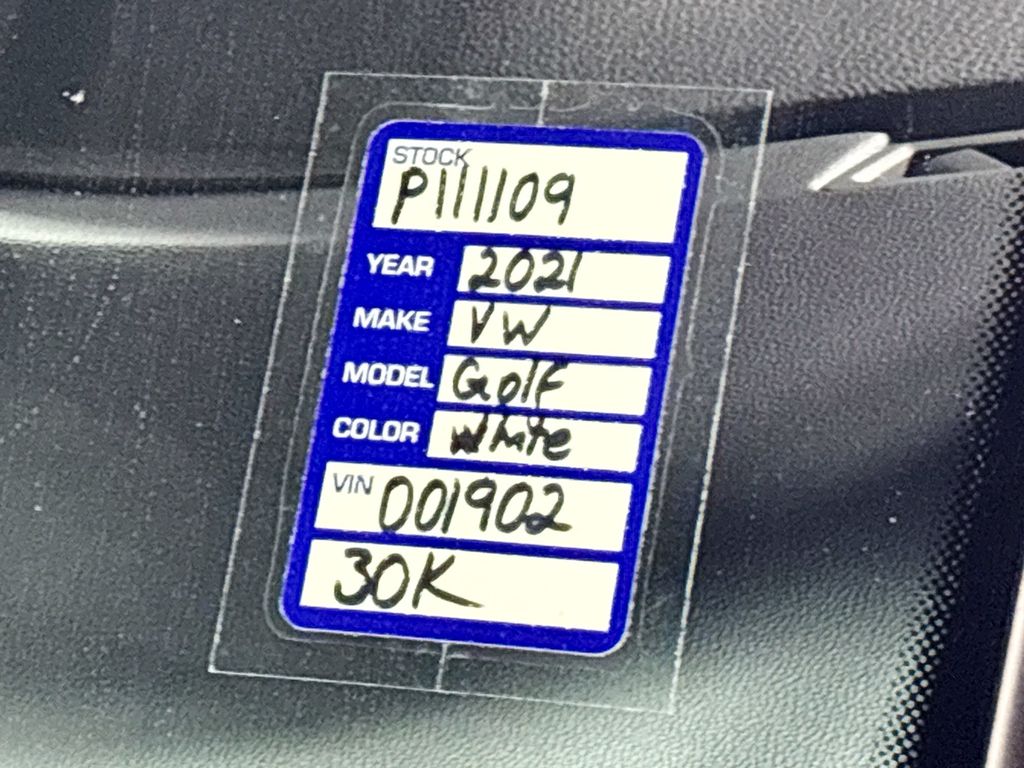 STOCK
P111109
YEAR 2021
MAKE VW
MODEL Golf
COLOR White
VIN 001902
30K